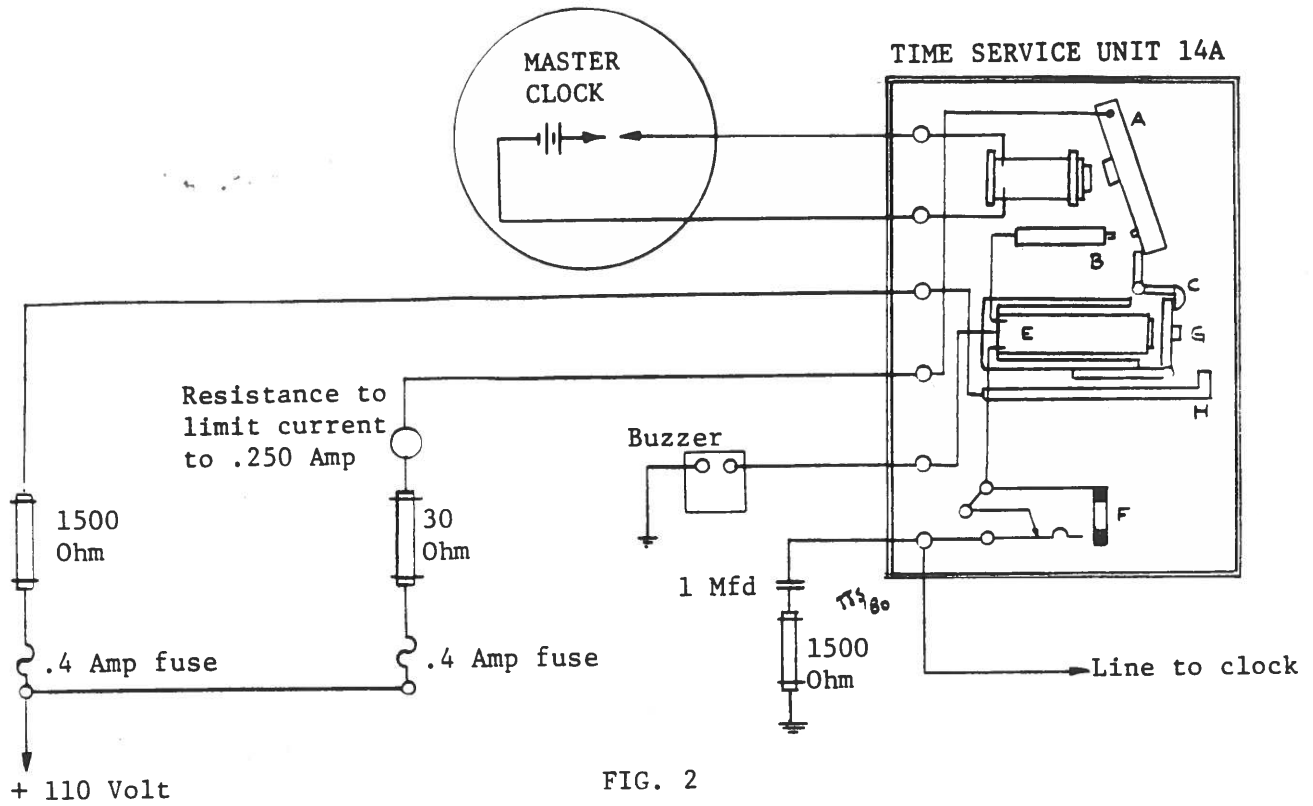 MASTER
CLOCK
TIME SERVICE UNIT 14A
A
B
C
E
G
H
Resistance to
limit current
to .250 Amp
Buzzer
1500
Ohm
30
Ohm
F
1 Mfd
1500
Ohm
.4 Amp fuse
.4 Amp fuse
Line to clock
+ 110 Volt
FIG. 2